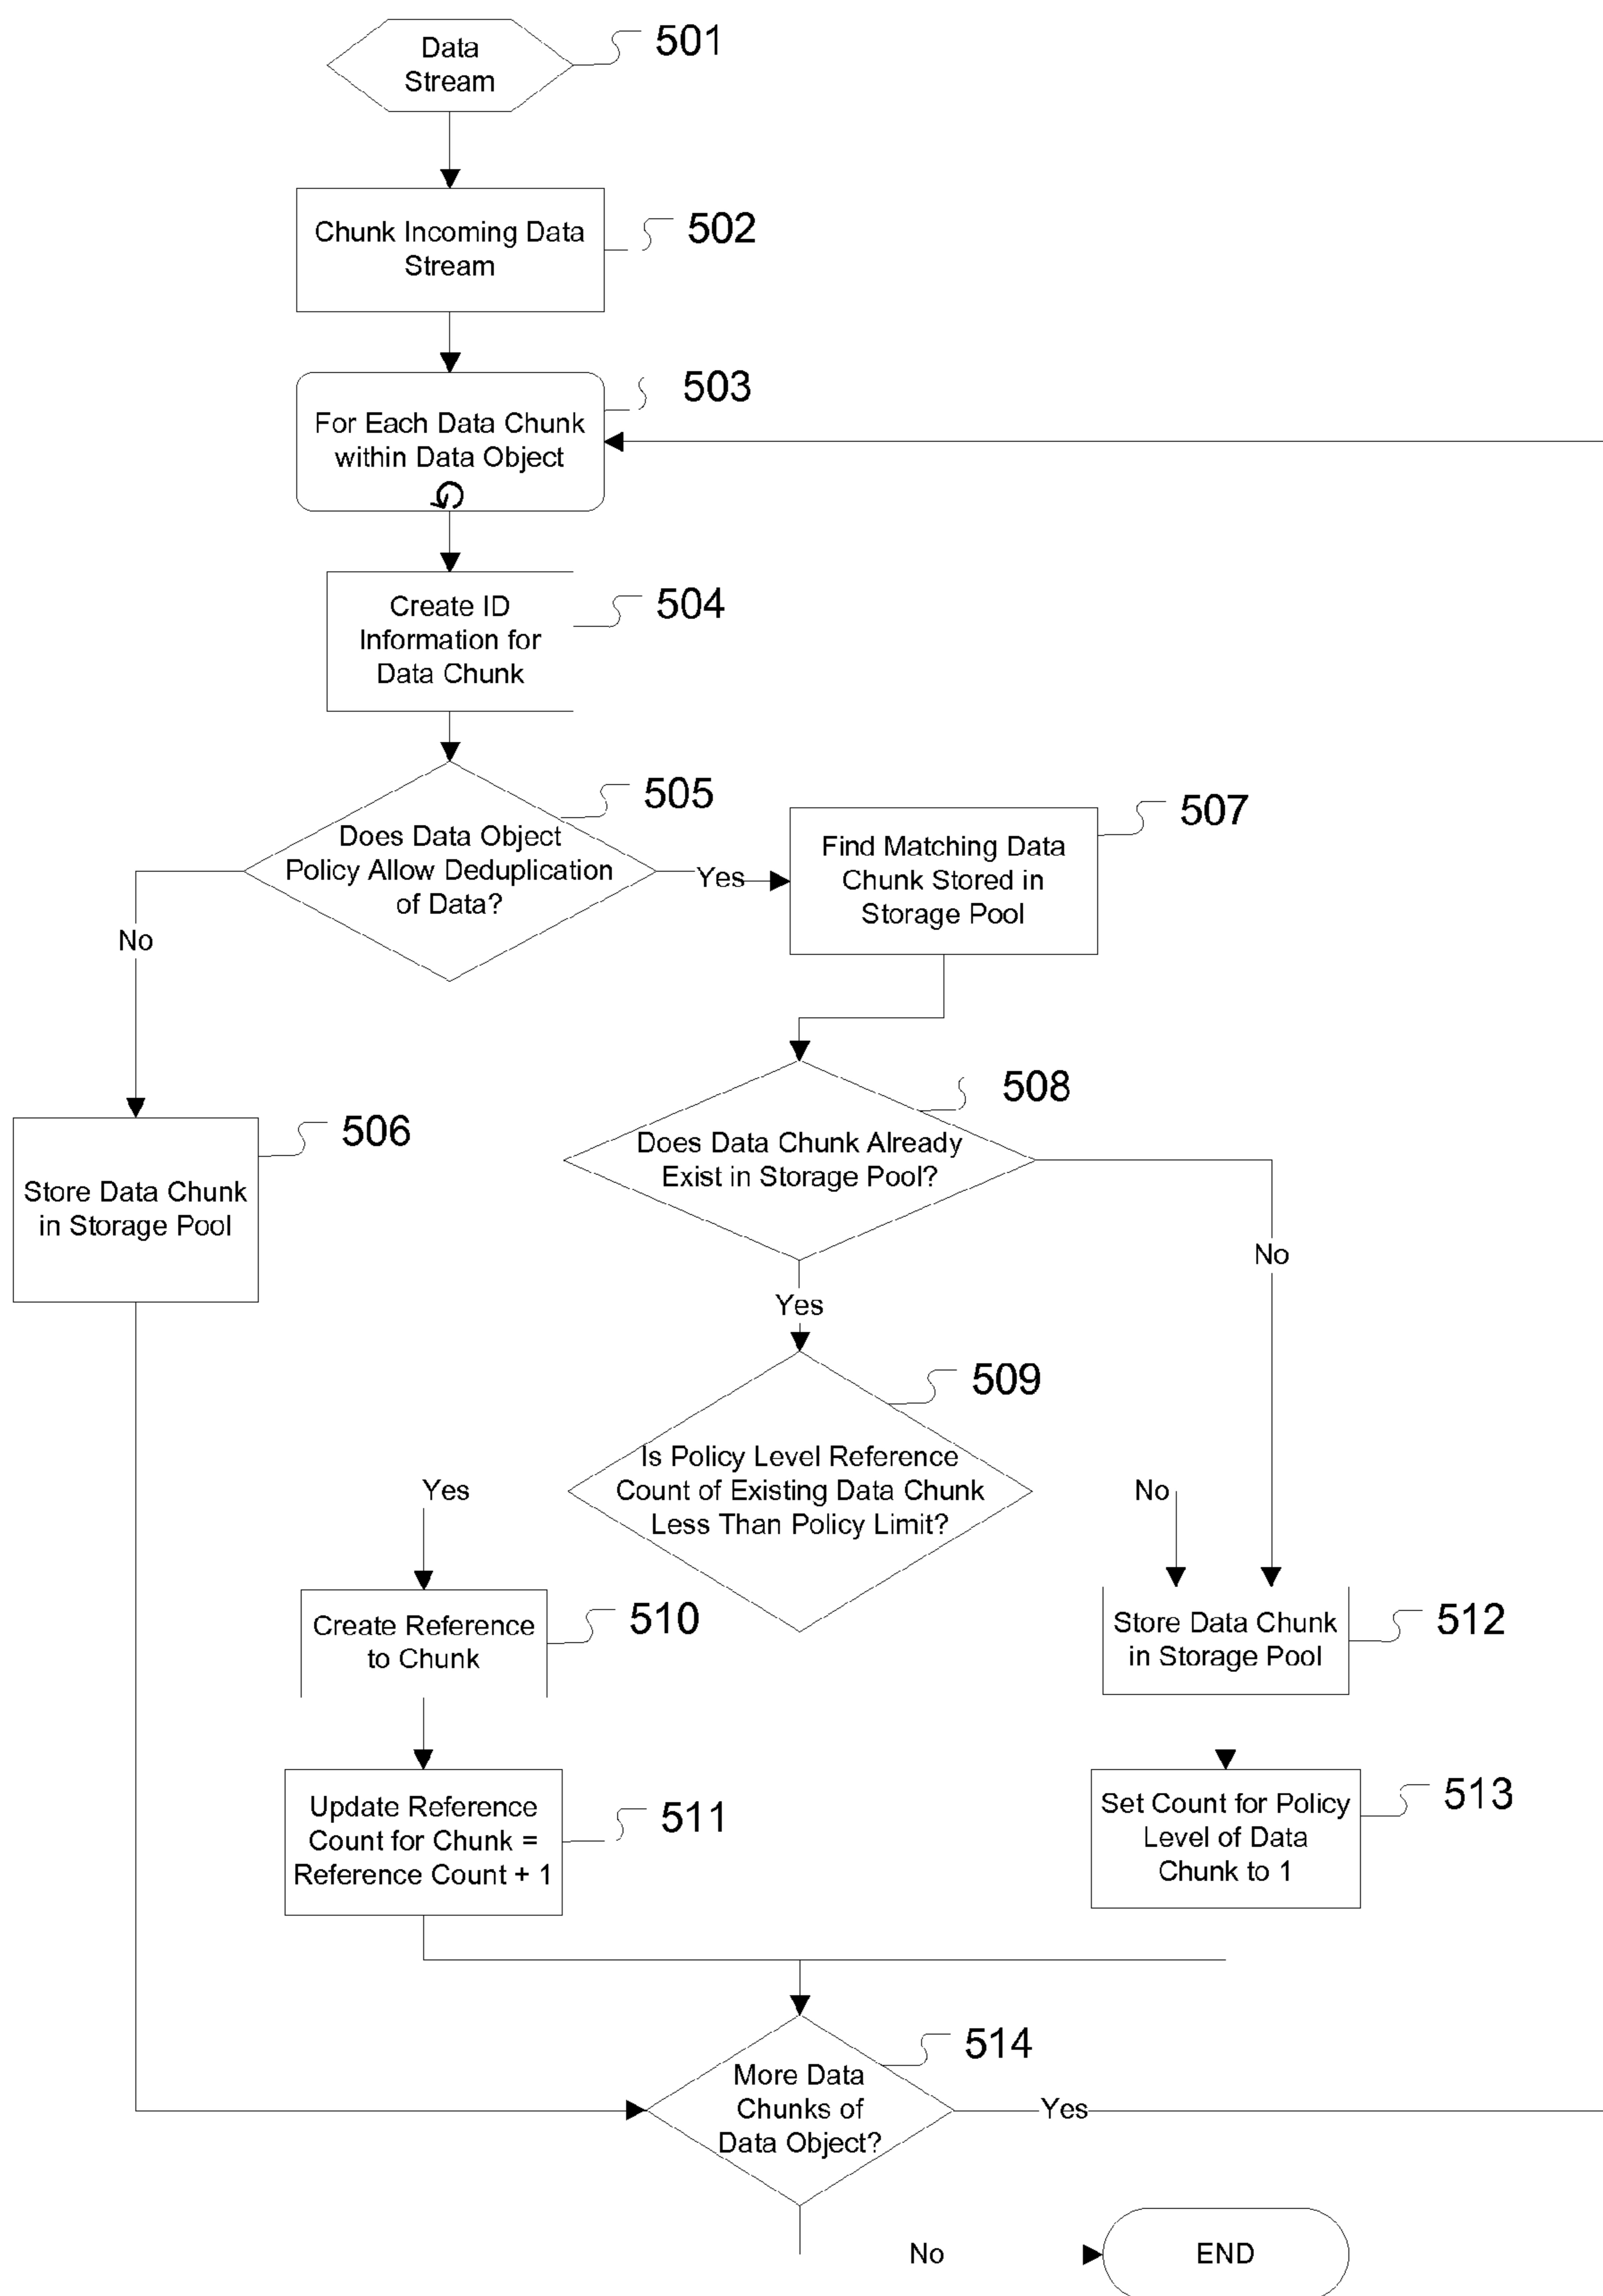 Data
Stream
501
Chunk Incoming Data
Stream
502
For Each Data Chunk
within Data Object
503
Create ID
Information for
Data Chunk
504
Does Data Object
Policy Allow Deduplication
of Data?
505
Yes
No
Find Matching Data
Chunk Stored in
Storage Pool
507
Store Data Chunk
in Storage Pool
506
Does Data Chunk Already
Exist in Storage Pool?
508
No
Yes
Is Policy Level Reference
Count of Existing Data Chunk
Less Than Policy Limit?
509
Yes
No
Create Reference
to Chunk
510
Store Data Chunk
in Storage Pool
512
Update Reference
Count for Chunk =
Reference Count + 1
511
Set Count for Policy
Level of Data
Chunk to 1
513
More Data
Chunks of
Data Object?
514
Yes
No
END